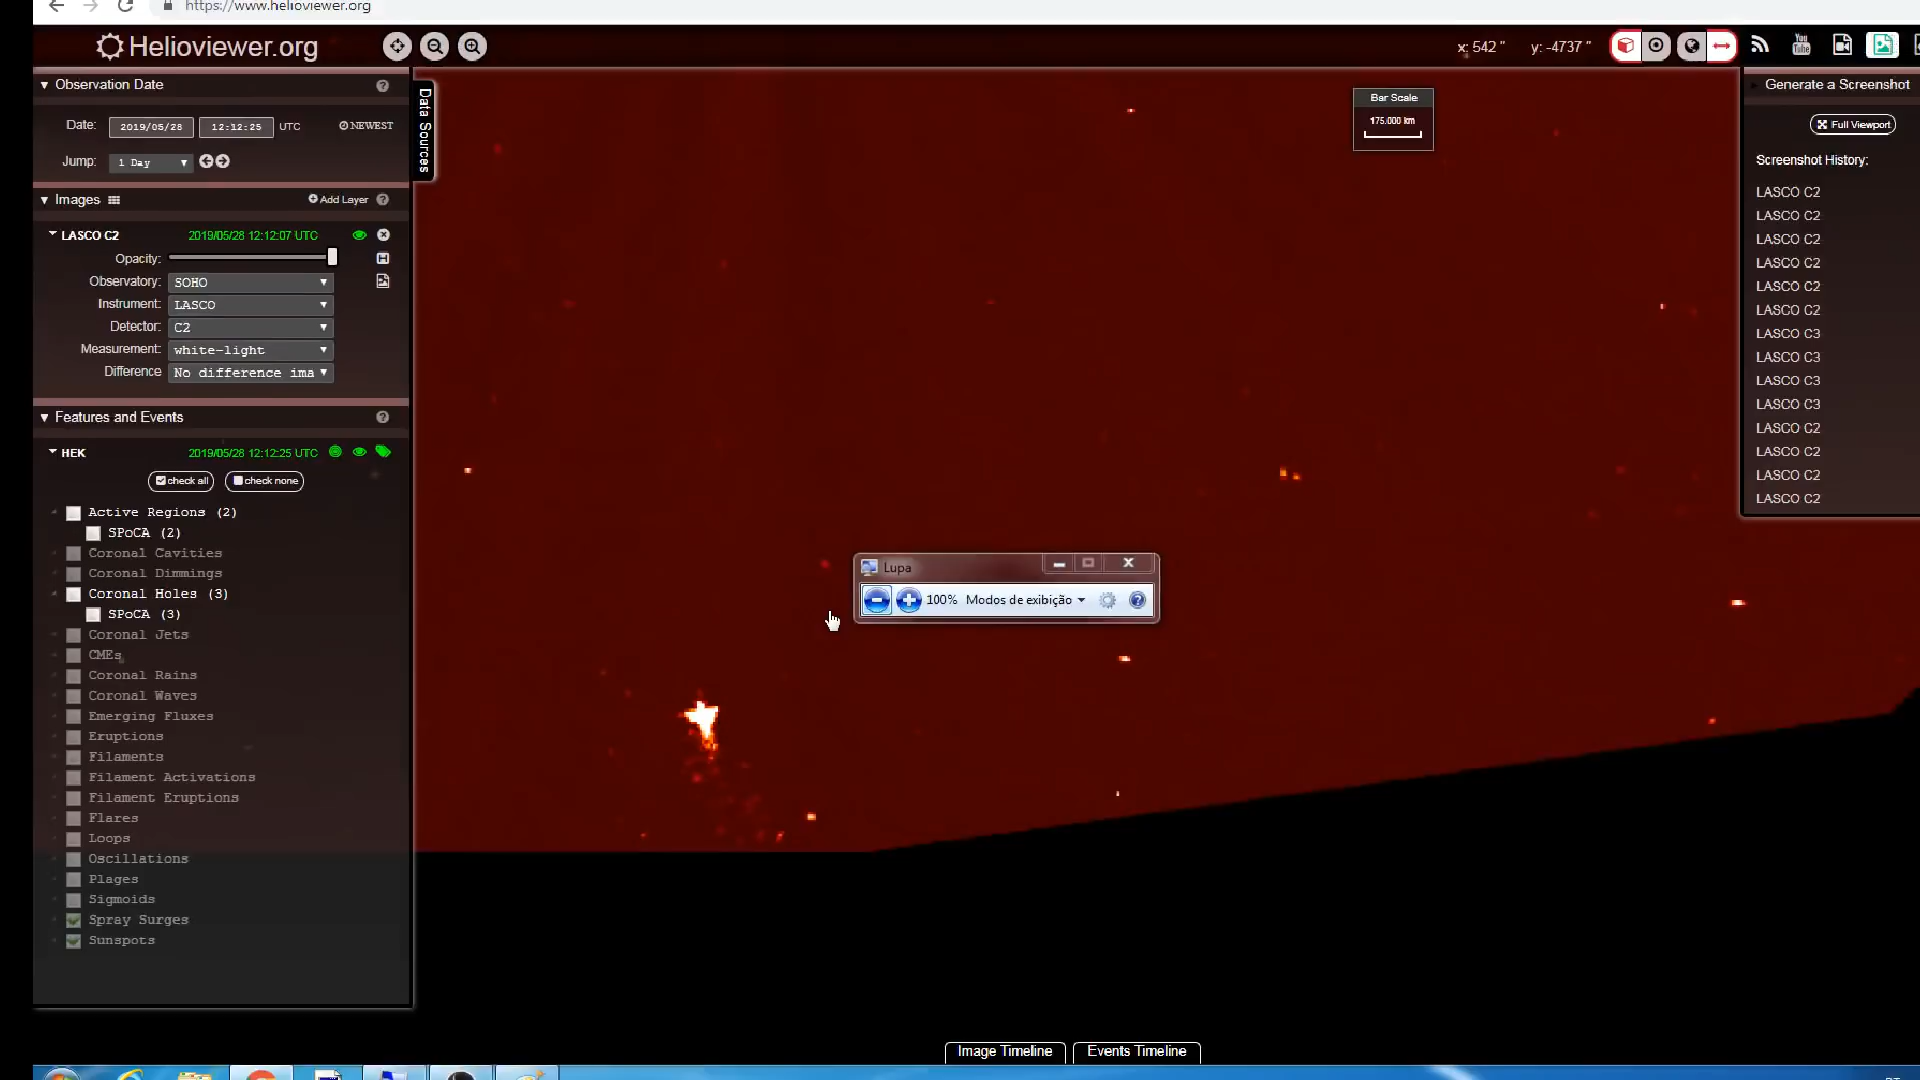 https://www.helioviewer.org
Helioviewer.org
x: 542 " y: -4737 "
You
Tube
Observation Date
Date: 2019/05/28 12:12:25 UTC NEWEST
Jump: 1 Day
Images Add Layer
LASCO C2 2019/05/28 12:12:07 UTC
Opacity:
Observatory: SOHO
Instrument: LASCO
Detector: C2
Measurement: white-light
Difference No difference ima
Features and Events
HEK 2019/05/28 12:12:25 UTC
check all check none
Active Regions (2)
SPoCA (2)
Coronal Cavities
Coronal Dimmings
Coronal Holes (3)
SPoCA (3)
Coronal Jets
CMEs
Coronal Rains
Coronal Waves
Emerging Fluxes
Eruptions
Filaments
Filament Activations
Filament Eruptions
Flares
Loops
Oscillations
Plages
Sigmoids
Spray Surges
Sunspots
Data Sources
Bar Scale
175.000 km
Lupa
100% Modos de exibição
Generate a Screenshot
Full Viewport
Screenshot History:
LASCO C2
LASCO C2
LASCO C2
LASCO C2
LASCO C2
LASCO C2
LASCO C3
LASCO C3
LASCO C3
LASCO C3
LASCO C2
LASCO C2
LASCO C2
LASCO C2
Image Timeline Events Timeline